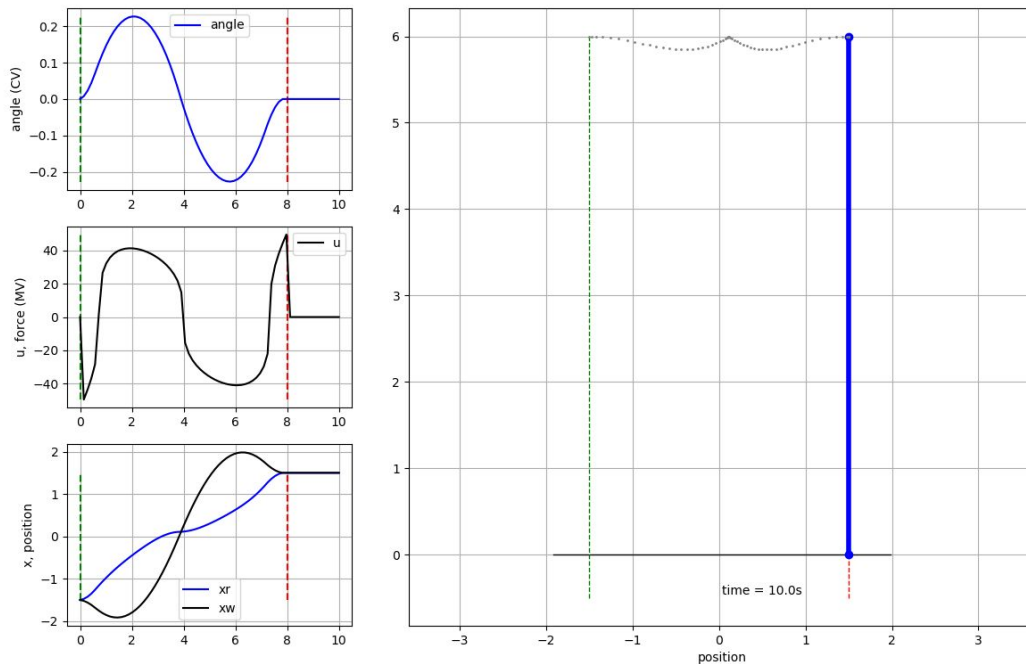 angle (CV)
0.2
0.1
0.0
−0.1
−0.2
angle
0 2 4 6 8 10
u, force (MV)
40
20
0
−20
−40
u
0 2 4 6 8 10
x, position
2
1
0
−1
−2
xr
xw
0 2 4 6 8 10
6
5
4
3
2
1
0
time = 10.0s
−3 −2 −1 0 1 2 3
position